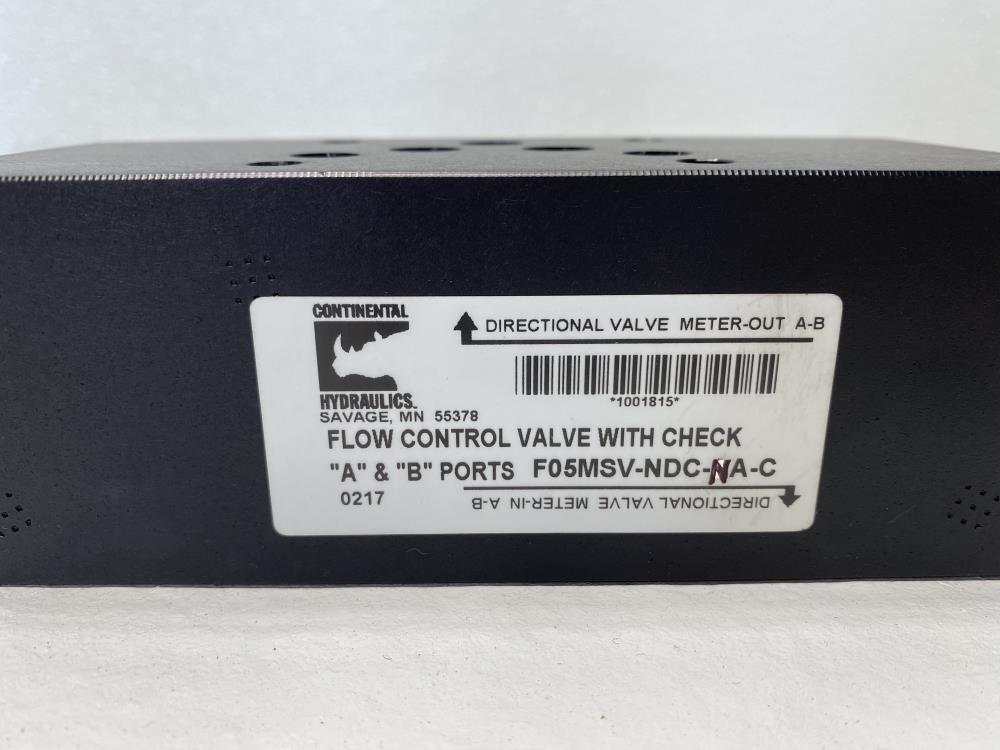 CONTINENTAL
HYDRAULICS
SAVAGE, MN 55378
DIRECTIONAL VALVE METER-OUT A-B
*1001815*
FLOW CONTROL VALVE WITH CHECK
"A" & "B" PORTS F05MSV-NDC-NA-C
0217
DIRECTIONAL VALVE METER-IN A-B